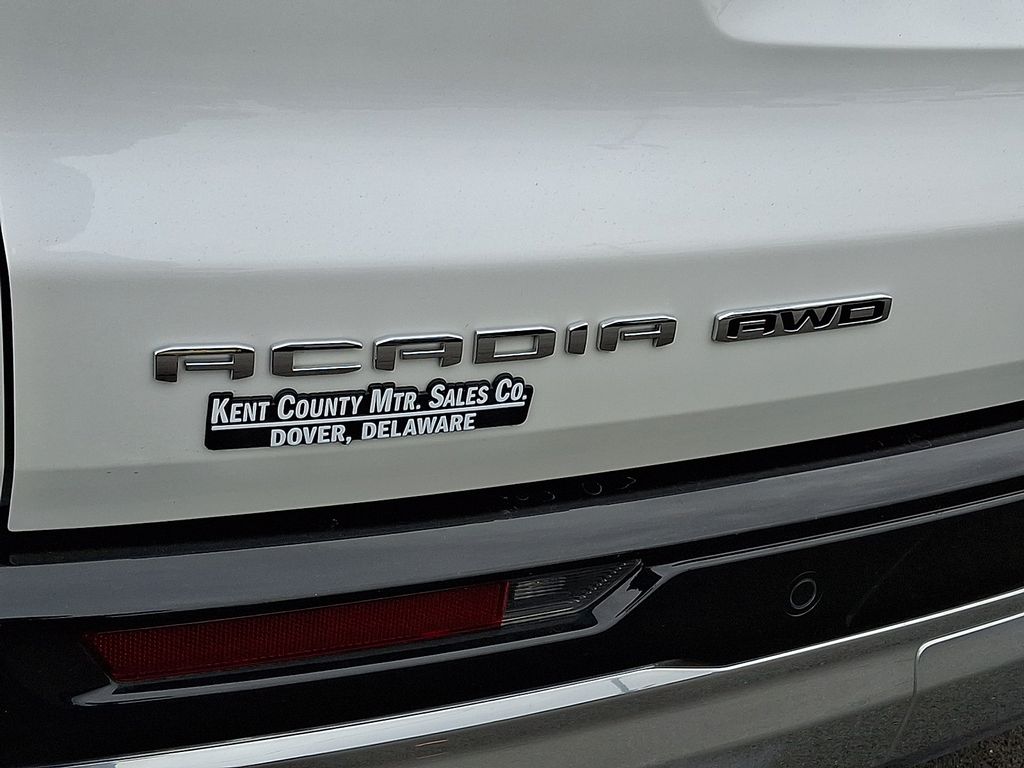 ACADIA AWD
KENT COUNTY MTR. SALES CO.
DOVER, DELAWARE